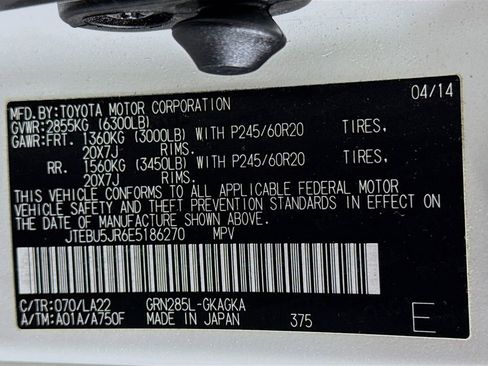 MFD.BY:TOYOTA MOTOR CORPORATION 04/14
GVWR:2855KG (6300LB)
GAWR:FRT. 1360KG (3000LB) WITH P245/60R20 TIRES,
20X7J RIMS.
RR. 1560KG (3450LB) WITH P245/60R20 TIRES,
20X7J RIMS.
THIS VEHICLE CONFORMS TO ALL APPLICABLE FEDERAL MOTOR
VEHICLE SAFETY AND THEFT PREVENTION STANDARDS IN EFFECT ON
THE DATE OF MANUFACTURE SHOWN ABOVE.
JTEBU5JR6E5186270 MPV
C/TR:070/LA22 GRN285L-GKAGKA
A/TM:A01A/A750F MADE IN JAPAN 375 E